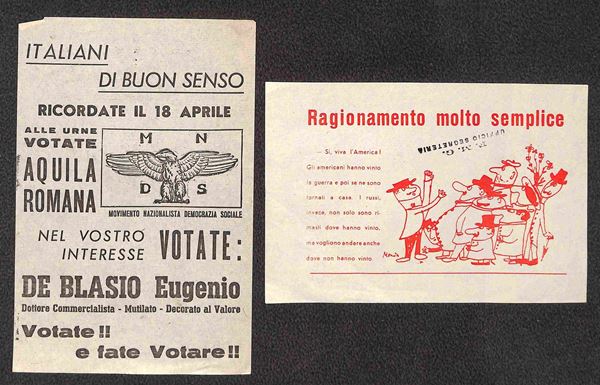 ITALIANI
DI BUON SENSO
RICORDATE IL 18 APRILE
ALLE URNE
VOTATE
AQUILA
ROMANA
M N
D S
MOVIMENTO NAZIONALISTA DEMOCRAZIA SOCIALE
NEL VOSTRO
INTERESSE
VOTATE:
DE BLASIO Eugenio
Dottore Commercialista - Mutilato - Decorato al Valore
Votate!!
e fate Votare!!
Ragionamento molto semplice
UFFICIO SEGRETERIA
Si, viva l'America!
Gli americani hanno vinto
la guerra e poi se ne sono
tornati a casa. I russi,
invece, non solo sono ri-
masti dove hanno vinto,
ma vogliono andare anche
dove non hanno vinto.